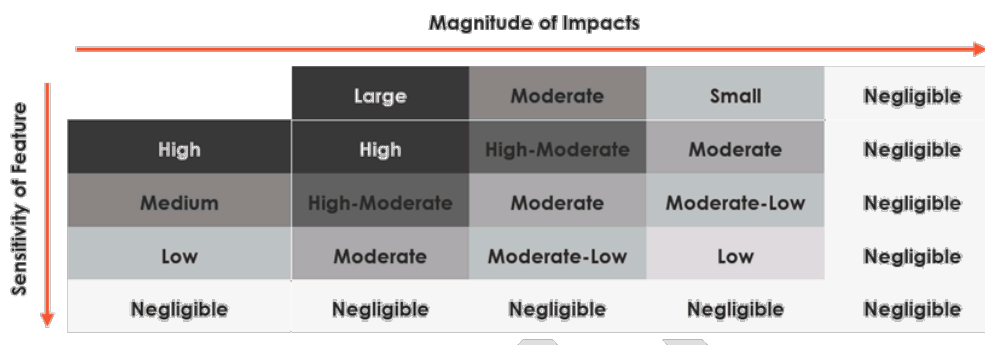 Magnitude of Impacts
Sensitivity of Feature
Large Moderate Small Negligible
High High High-Moderate Moderate Negligible
Medium High-Moderate Moderate Moderate-Low Negligible
Low Moderate Moderate-Low Low Negligible
Negligible Negligible Negligible Negligible Negligible